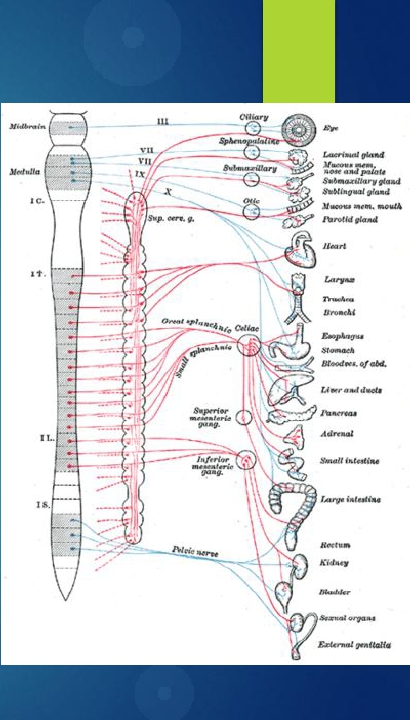 III
Ciliary
Midbrain
Eye
Sphenopalatine
VII
VII
Lacrimal gland
Mucous mem.
nose and palate
Medulla
IX
Submaxillary
Submaxillary gland
X
Sublingual gland
I C.
Otic
Mucous mem. mouth
Sup. cerv. g.
Parotid gland
Heart
I T.
Larynx
Trachea
Bronchi
Great splanchnic
Celiac
Esophagus
Small splanchnic
Stomach
Bloodves. of abd.
Liver and ducts
Superior
mesenteric
gang.
Pancreas
Adrenal
I L.
Inferior
mesenteric
gang.
Small intestine
Large intestine
I S.
Rectum
Pelvic nerve
Kidney
Bladder
Sexual organs
External genitalia